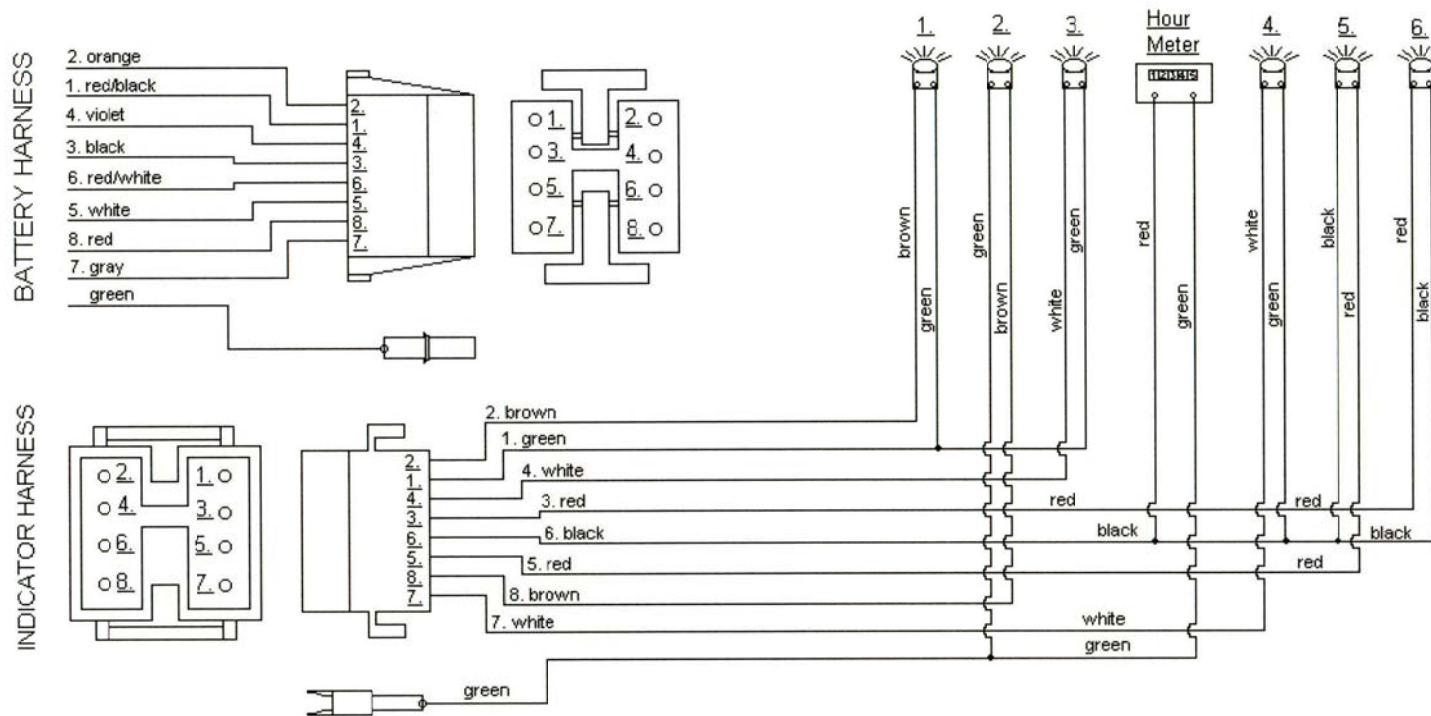 BATTERY HARNESS
2. orange
1. red/black
4. violet
3. black
6. red/white
5. white
8. red
7. gray
green
2.
1.
4.
3.
6.
5.
8.
7.
1. 2.
3. 4.
5. 6.
7. 8.
1. 2. 3. Hour Meter 4. 5. 6.
12345
brown
green
green
brown
white
green
red
green
white
green
black
red
red
black
INDICATOR HARNESS
2. 1.
4. 3.
6. 5.
8. 7.
2.
1.
4.
3.
6.
5.
8.
7.
2. brown
1. green
4. white
3. red red red
6. black black black
5. red red
8. brown
7. white white
green
green